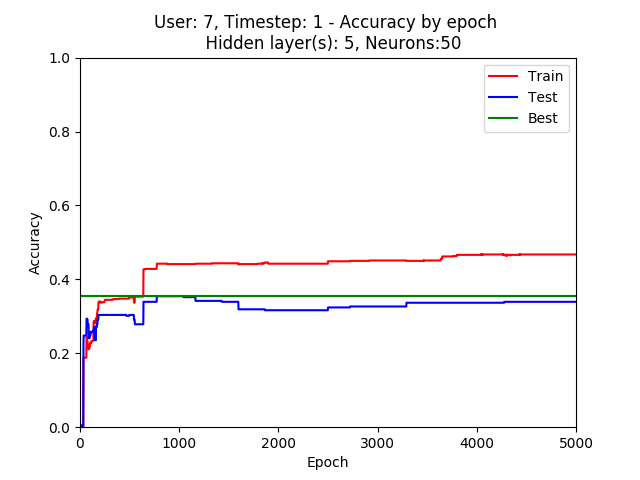 User: 7, Timestep: 1 - Accuracy by epoch
Hidden layer(s): 5, Neurons:50
Train
Test
Best
Accuracy
1.0
0.8
0.6
0.4
0.2
0.0
0 1000 2000 3000 4000 5000
Epoch